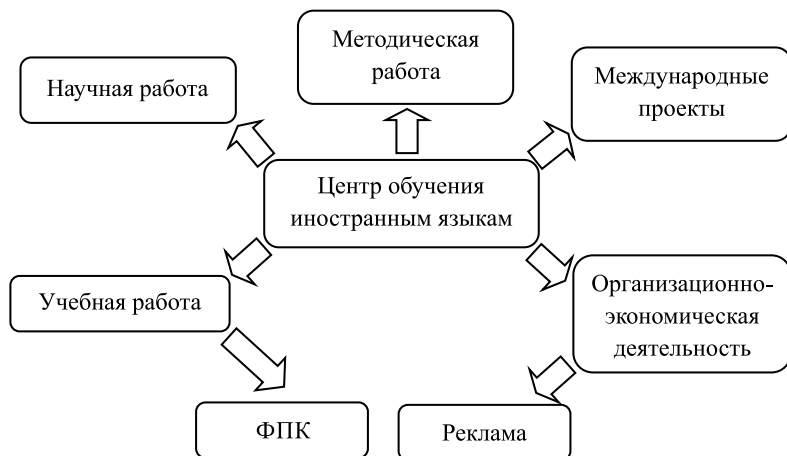 Методическая
работа
Научная работа
Международные
проекты
Центр обучения
иностранным языкам
Учебная работа
Организационно-
экономическая
деятельность
ФПК
Реклама